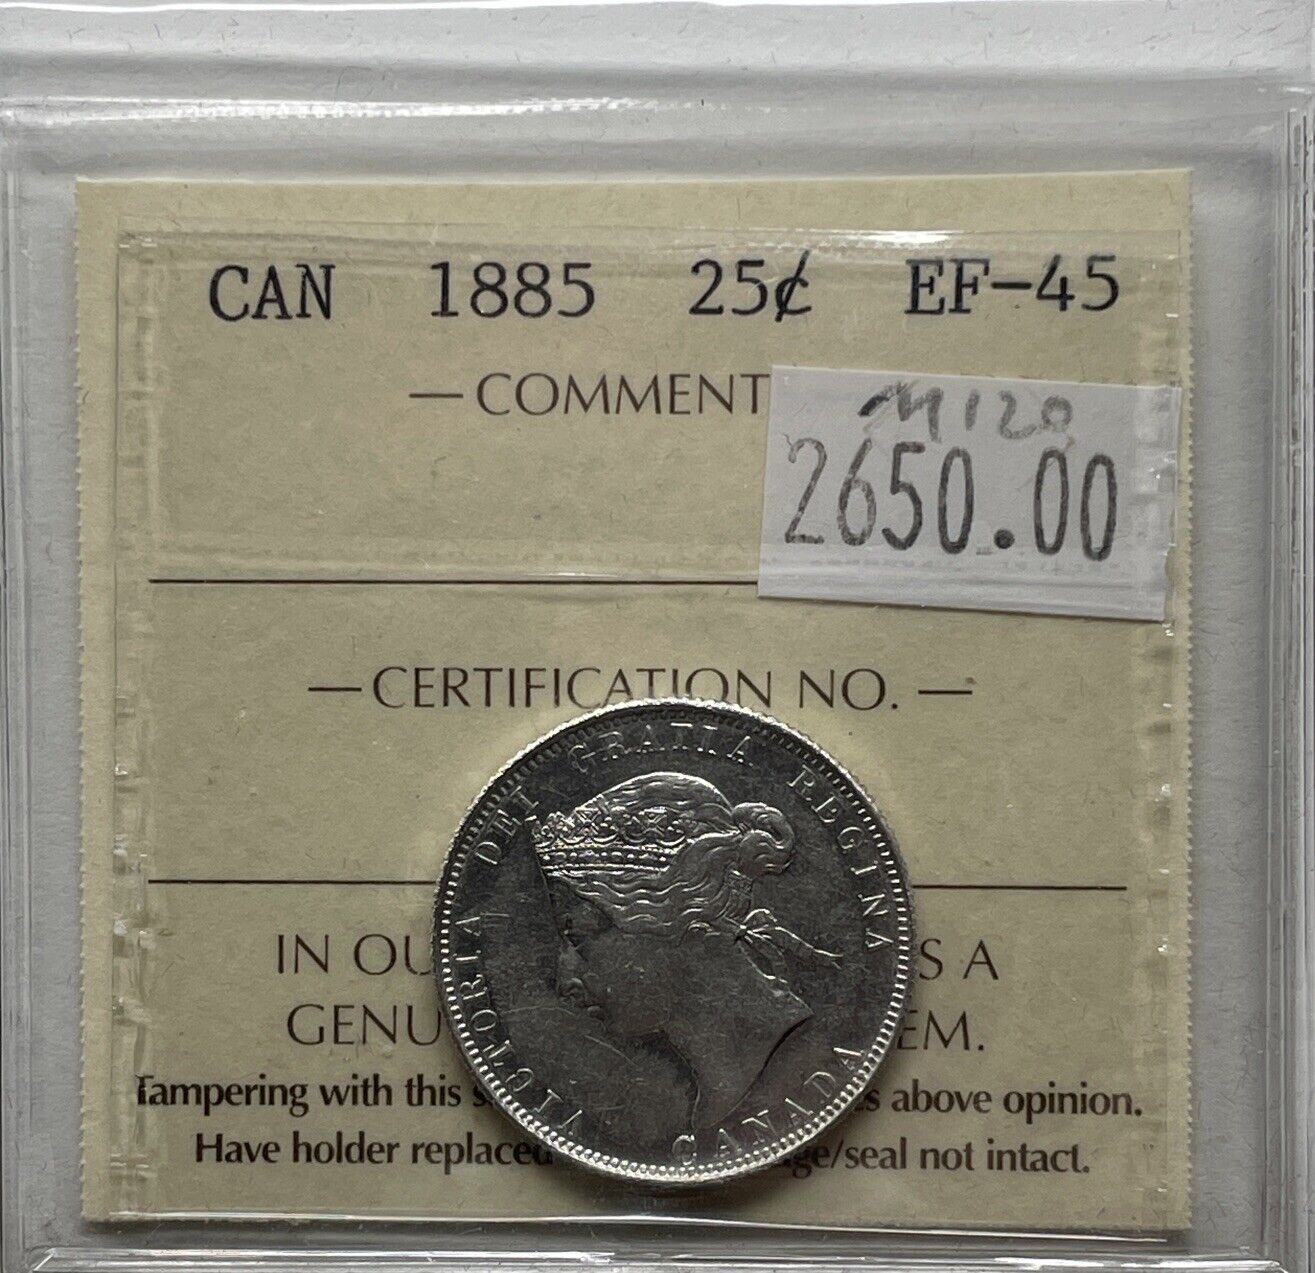 CAN 1885 25¢ EF-45
— COMMENT
M120
2650.00
— CERTIFICATION NO. —
VICTORIA DEI GRATIA REGINA
CANADA
IN OU S A
GENU EM.
Tampering with this s s above opinion.
Have holder replaced ge/seal not intact.